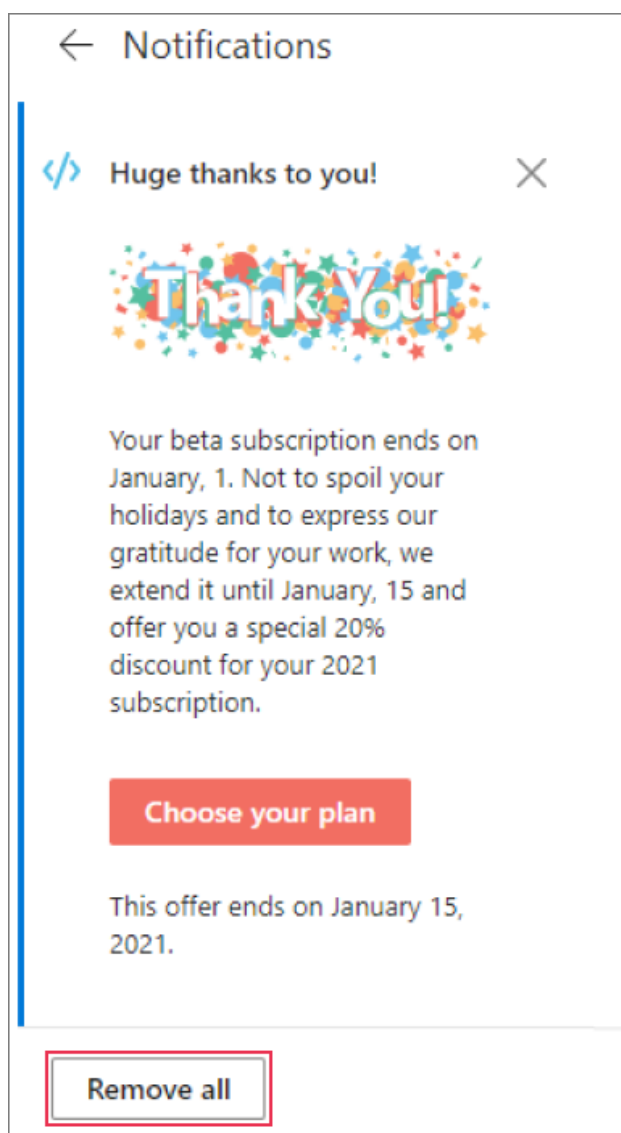 Notifications
Huge thanks to you!
Thank You!
Your beta subscription ends on
January, 1. Not to spoil your
holidays and to express our
gratitude for your work, we
extend it until January, 15 and
offer you a special 20%
discount for your 2021
subscription.
Choose your plan
This offer ends on January 15,
2021.
Remove all